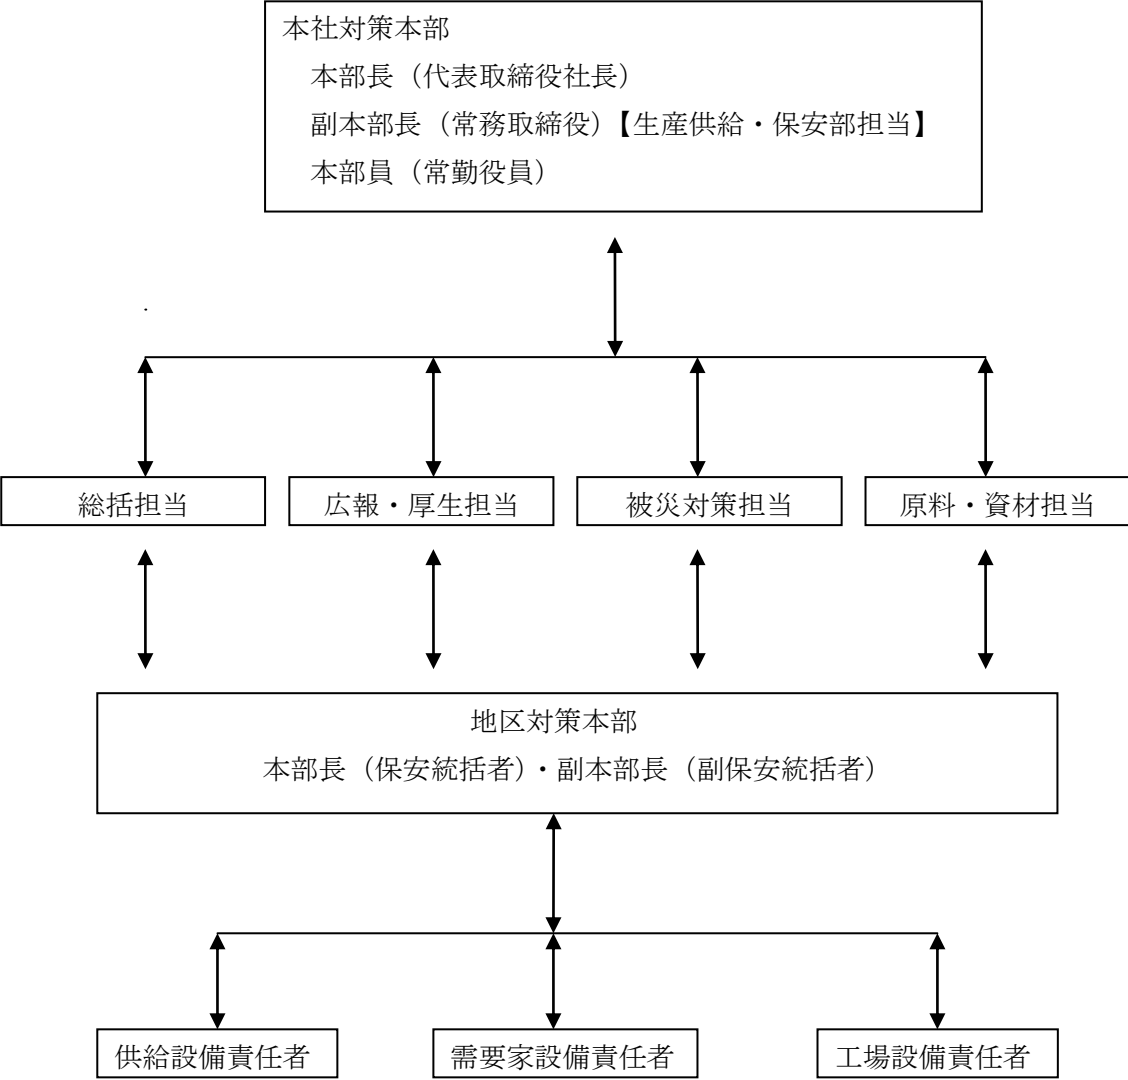 本社対策本部
本部長（代表取締役社長）
副本部長（常務取締役）【生産供給・保安部担当】
本部員（常勤役員）
総括担当
広報・厚生担当
被災対策担当
原料・資材担当
地区対策本部
本部長（保安統括者）・副本部長（副保安統括者）
供給設備責任者
需要家設備責任者
工場設備責任者